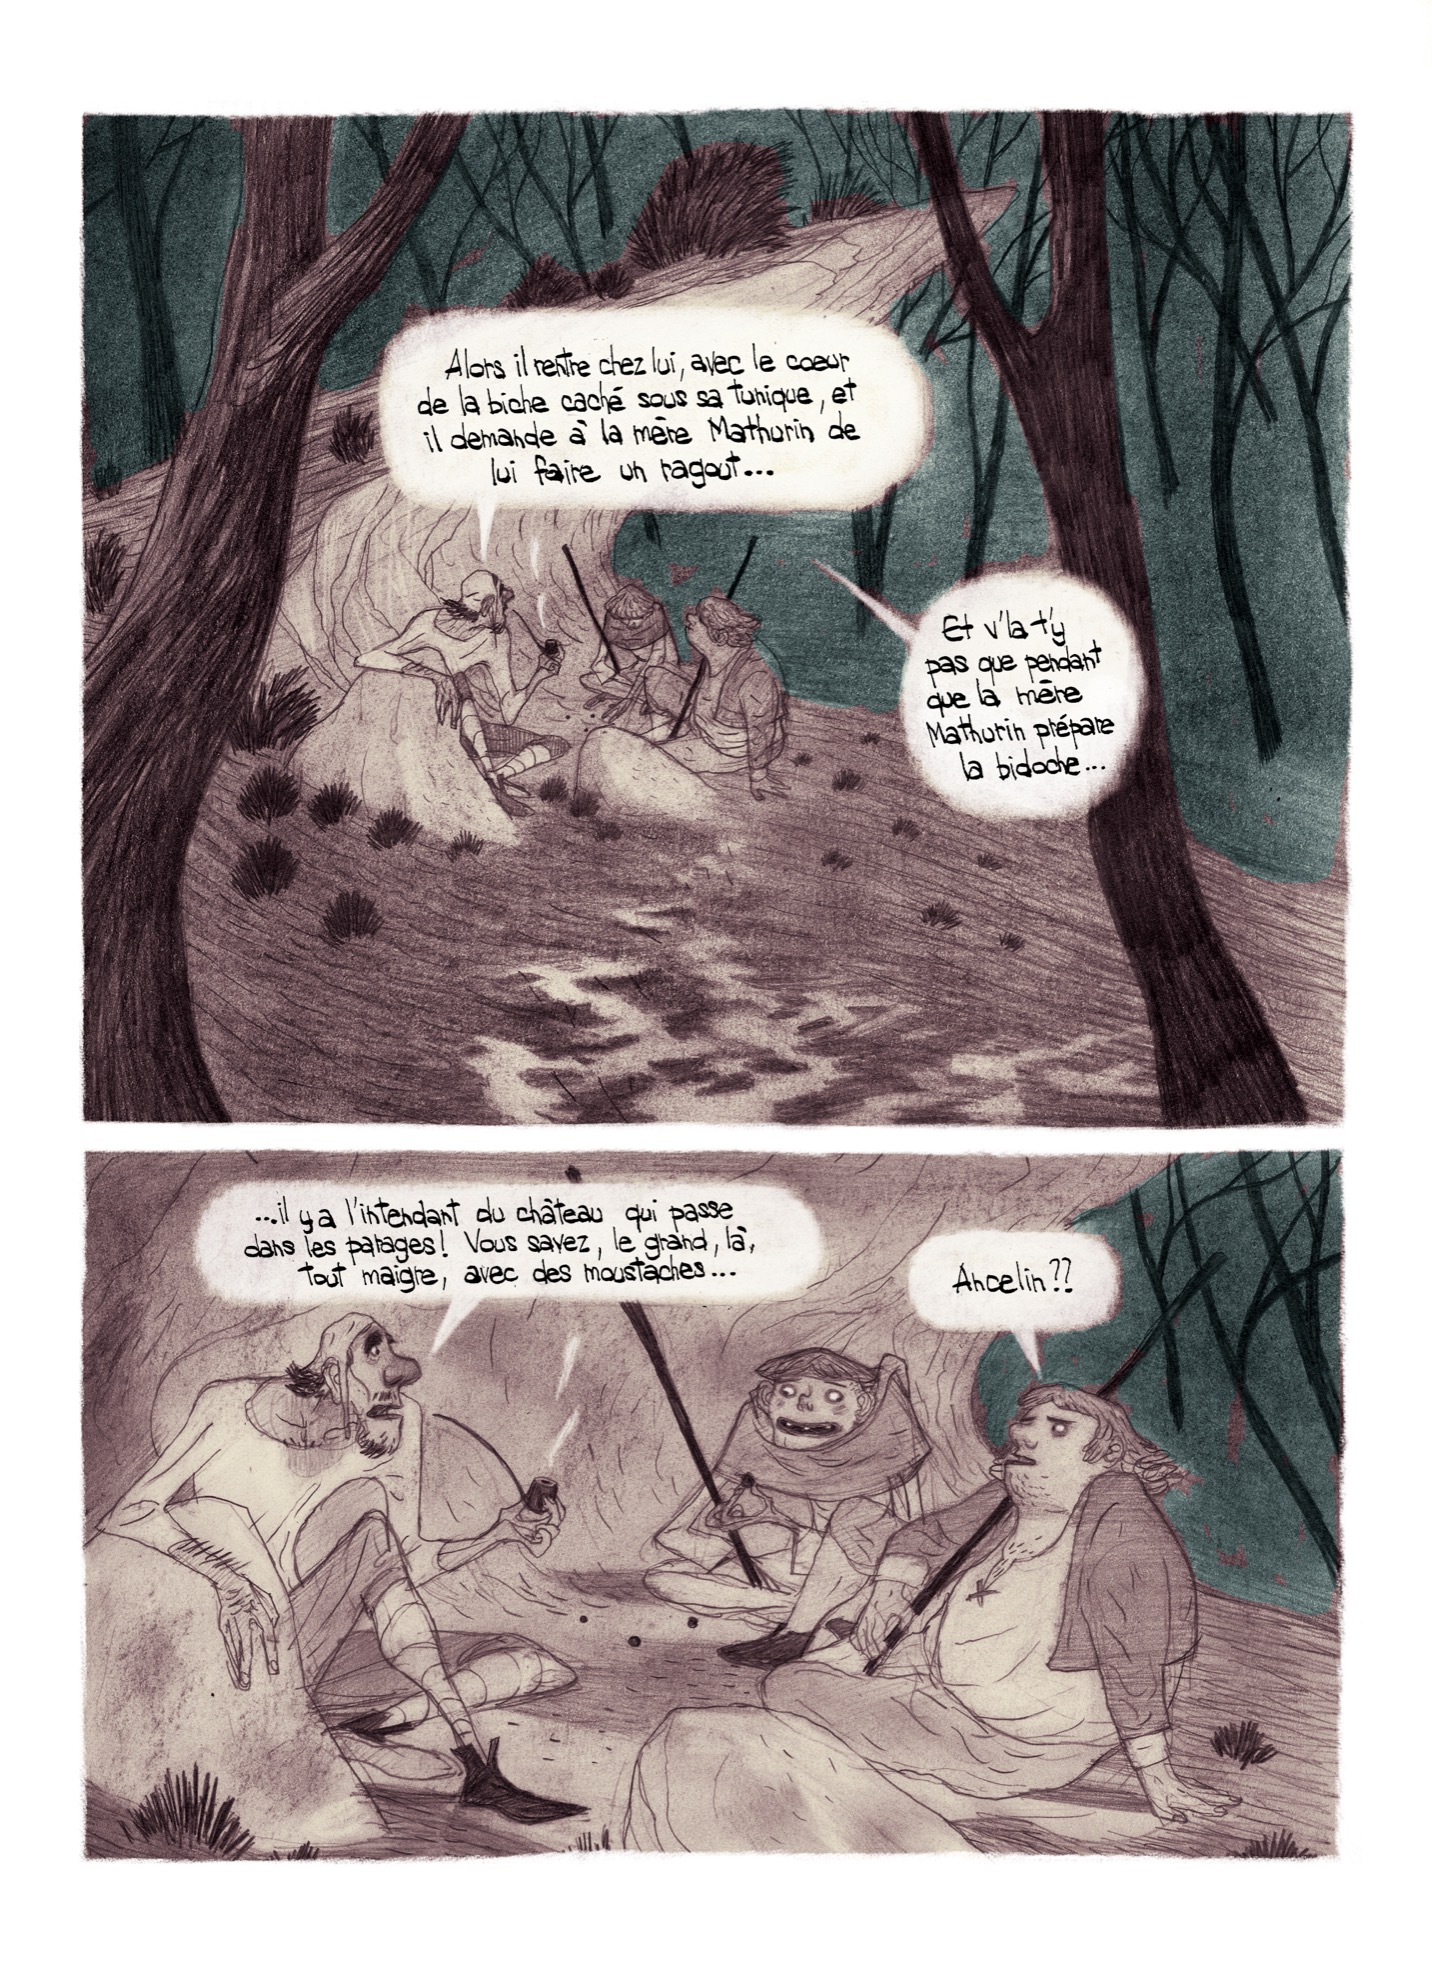 Alors il rentre chez lui, avec le coeur
de la biche caché sous sa tunique, et
il demande à la mère Mathurin de
lui faire un ragout...
Et v'la t'y
pas que pendant
que la mère
Mathurin prépare
la bidoche...
...il y a l'intendant du château qui passe
dans les parages! Vous savez, le grand, là,
tout maigre, avec des moustaches...
Ancelin??